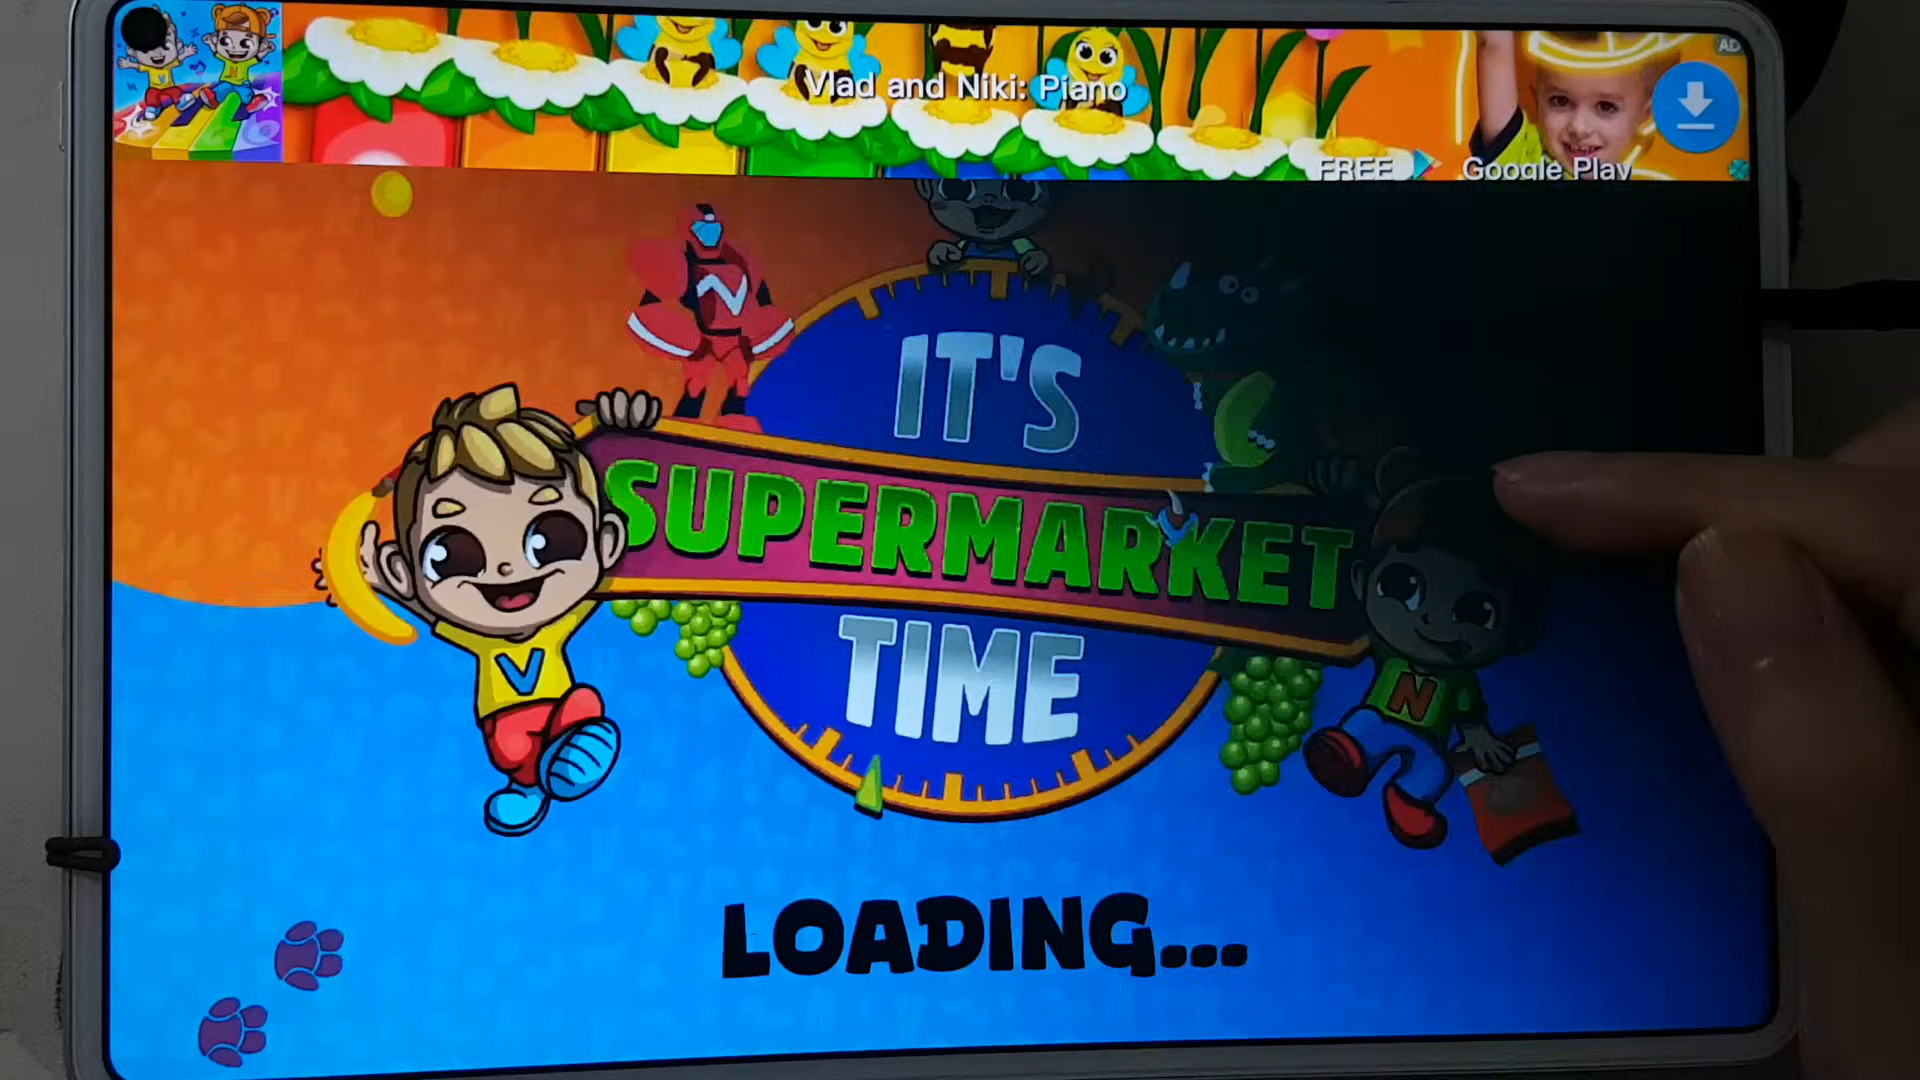 Vlad and Niki: Piano
AD
FREE
Google Play
N
IT'S
SUPERMARKET
TIME
V
N
LOADING...